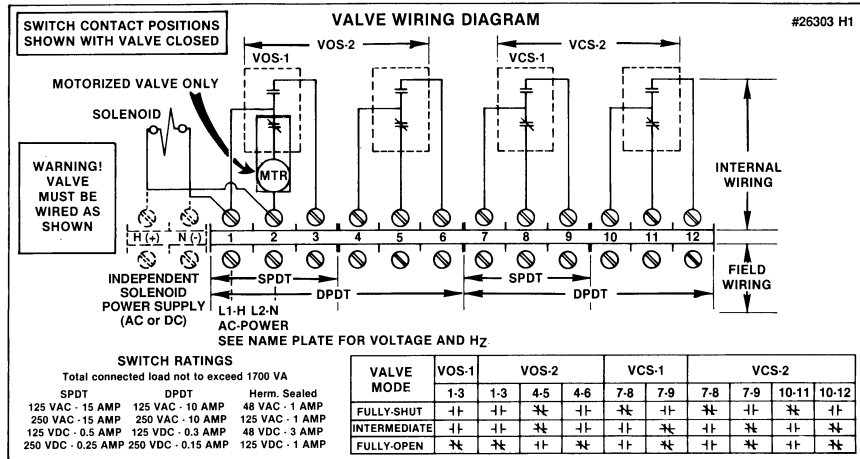 SWITCH CONTACT POSITIONS
SHOWN WITH VALVE CLOSED
VALVE WIRING DIAGRAM
#26303 H1
VOS-2
VOS-1
VCS-2
VCS-1
MOTORIZED VALVE ONLY
SOLENOID
MTR
WARNING!
VALVE
MUST BE
WIRED AS
SHOWN
INTERNAL
WIRING
H (+) N (-) 1 2 3 4 5 6 7 8 9 10 11 12
FIELD
WIRING
INDEPENDENT
SOLENOID
POWER SUPPLY
(AC or DC)
SPDT
DPDT
SPDT
DPDT
L1-H L2-N
AC-POWER
SEE NAME PLATE FOR VOLTAGE AND HZ
SWITCH RATINGS
Total connected load not to exceed 1700 VA
SPDT DPDT Herm. Sealed
125 VAC - 15 AMP 125 VAC - 10 AMP 48 VAC - 1 AMP
250 VAC - 15 AMP 250 VAC - 10 AMP 125 VAC - 1 AMP
125 VDC - 0.5 AMP 125 VDC - 0.3 AMP 48 VDC - 3 AMP
250 VDC - 0.25 AMP 250 VDC - 0.15 AMP 125 VDC - 1 AMP
VALVE MODE VOS-1 VOS-2 VCS-1 VCS-2
1-3 1-3 4-5 4-6 7-8 7-9 7-8 7-9 10-11 10-12
FULLY-SHUT
INTERMEDIATE
FULLY-OPEN